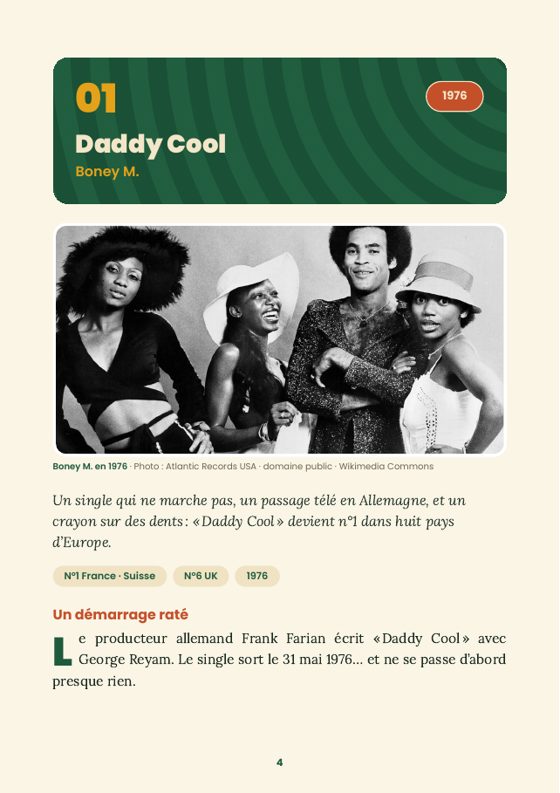 01
1976
Daddy Cool
Boney M.
Boney M. en 1976 · Photo : Atlantic Records USA · domaine public · Wikimedia Commons
Un single qui ne marche pas, un passage télé en Allemagne, et un
crayon sur des dents : « Daddy Cool » devient n°1 dans huit pays
d’Europe.
N°1 France · Suisse
N°6 UK
1976
Un démarrage raté
Le producteur allemand Frank Farian écrit « Daddy Cool » avec
George Reyam. Le single sort le 31 mai 1976… et ne se passe d’abord
presque rien.
4